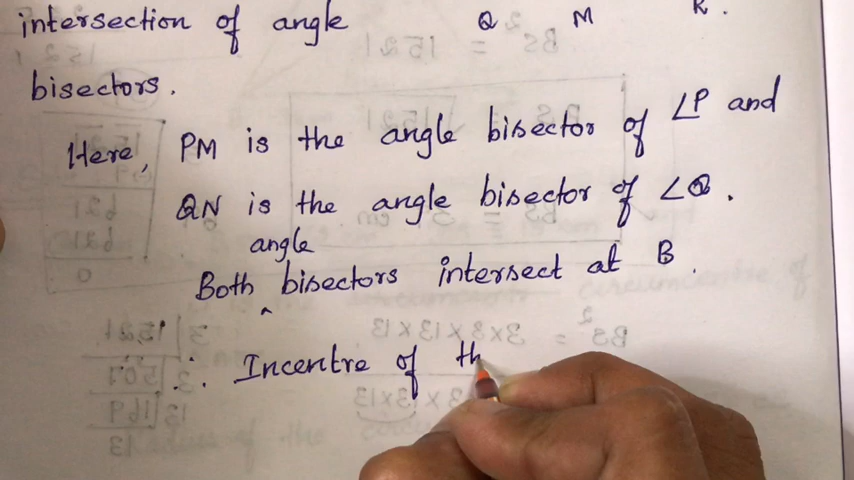 intersection of angle Q M R.
bisectors.
Here, PM is the angle bisector of ∠P and
QN is the angle bisector of ∠Q.
angle
Both ‸ bisectors intersect at B.
∴ Incentre of th